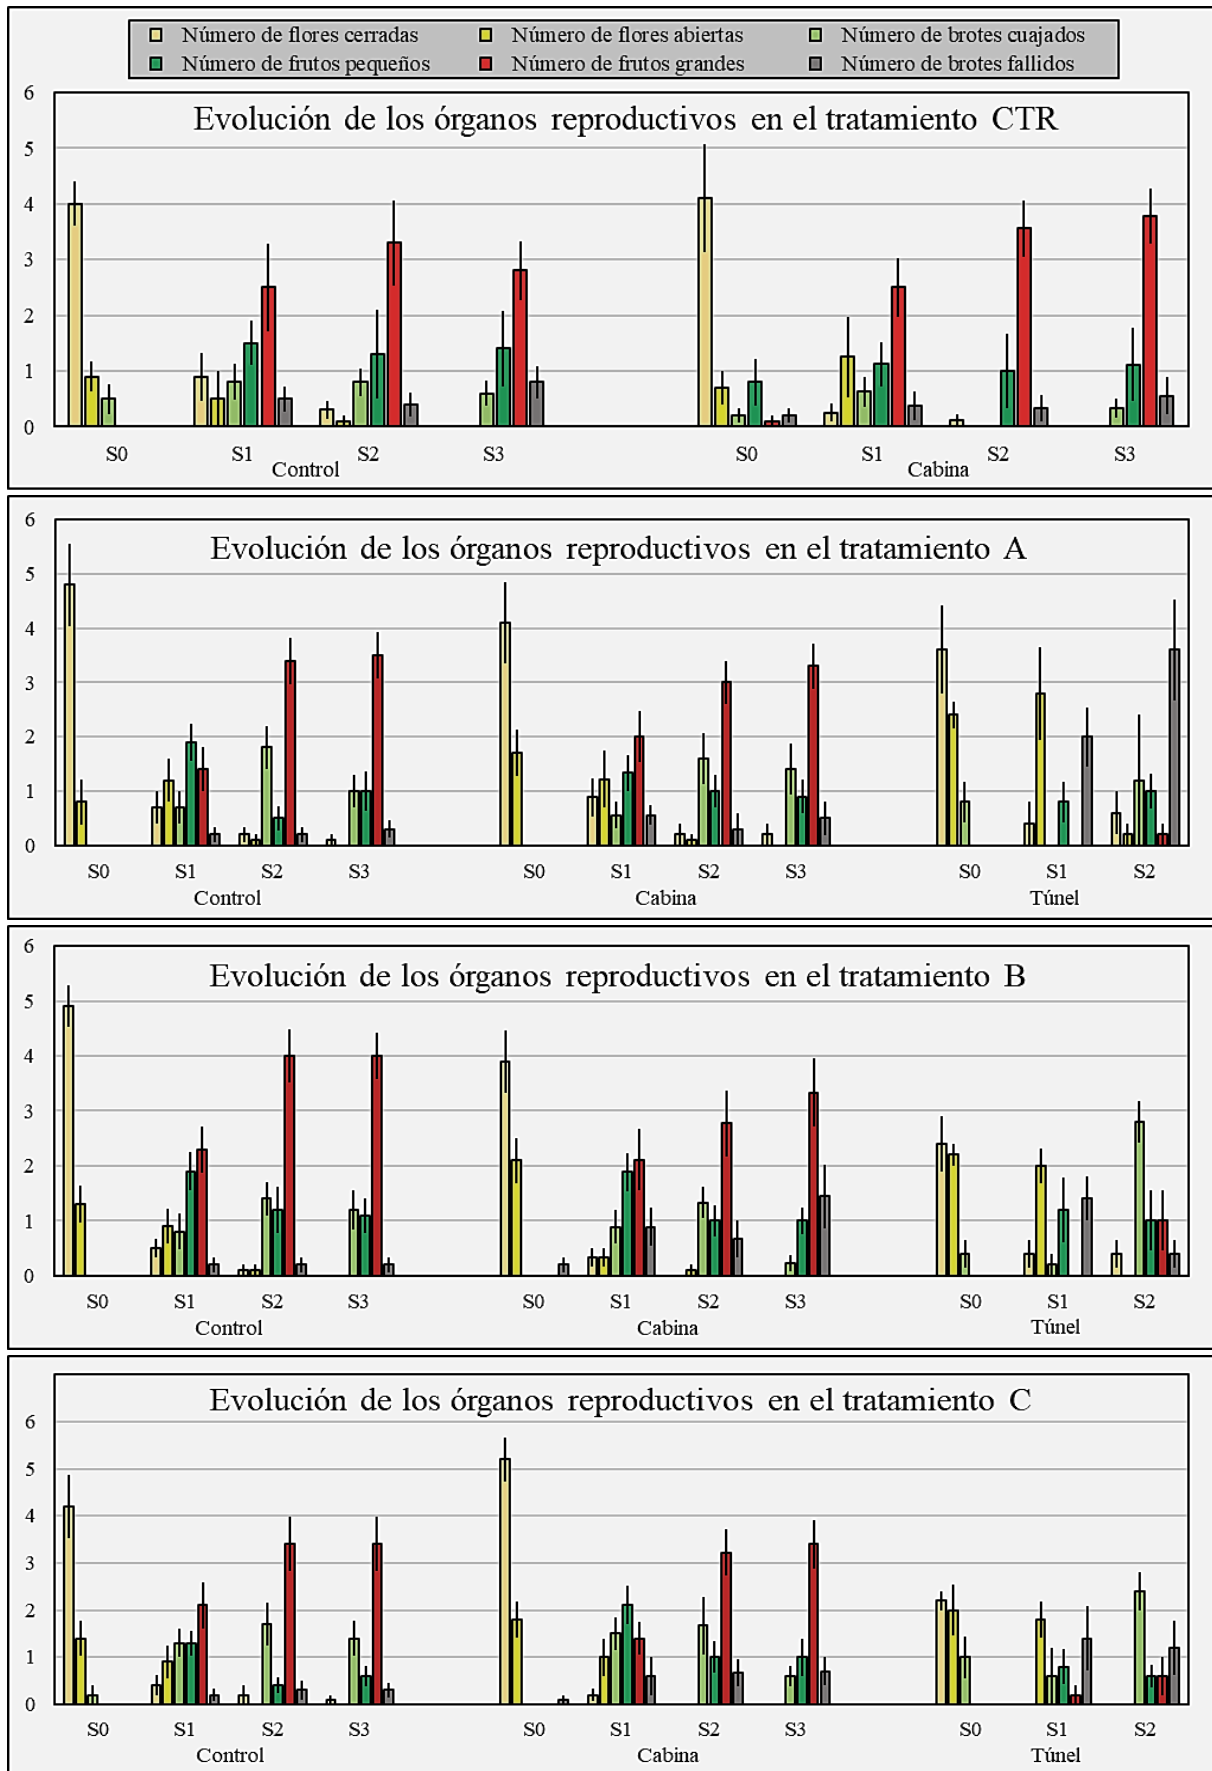 Número de flores cerradas Número de flores abiertas Número de brotes cuajados
Número de frutos pequeños Número de frutos grandes Número de brotes fallidos
Evolución de los órganos reproductivos en el tratamiento CTR
6
5
4
3
2
1
0
S0 S1 S2 S3 S0 S1 S2 S3
Control Cabina
Evolución de los órganos reproductivos en el tratamiento A
6
5
4
3
2
1
0
S0 S1 S2 S3 S0 S1 S2 S3 S0 S1 S2
Control Cabina Túnel
Evolución de los órganos reproductivos en el tratamiento B
6
5
4
3
2
1
0
S0 S1 S2 S3 S0 S1 S2 S3 S0 S1 S2
Control Cabina Túnel
Evolución de los órganos reproductivos en el tratamiento C
6
5
4
3
2
1
0
S0 S1 S2 S3 S0 S1 S2 S3 S0 S1 S2
Control Cabina Túnel